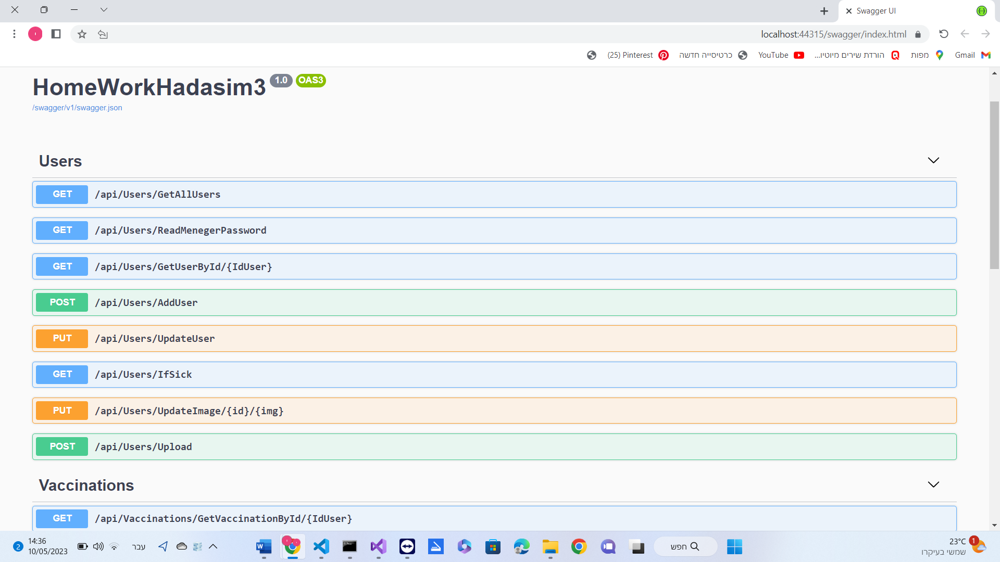 Swagger UI
localhost:44315/swagger/index.html
Gmail
מפות
הורדת שירים מיוטיו...
YouTube
כרטיסייה חדשה
(25) Pinterest
HomeWorkHadasim3 1.0 OAS3
/swagger/v1/swagger.json
Users
GET /api/Users/GetAllUsers
GET /api/Users/ReadMenegerPassword
GET /api/Users/GetUserById/{IdUser}
POST /api/Users/AddUser
PUT /api/Users/UpdateUser
GET /api/Users/IfSick
PUT /api/Users/UpdateImage/{id}/{img}
POST /api/Users/Upload
Vaccinations
GET /api/Vaccinations/GetVaccinationById/{IdUser}
2
14:36
10/05/2023
עבר
חפש
23°C
1
שמשי בעיקרו